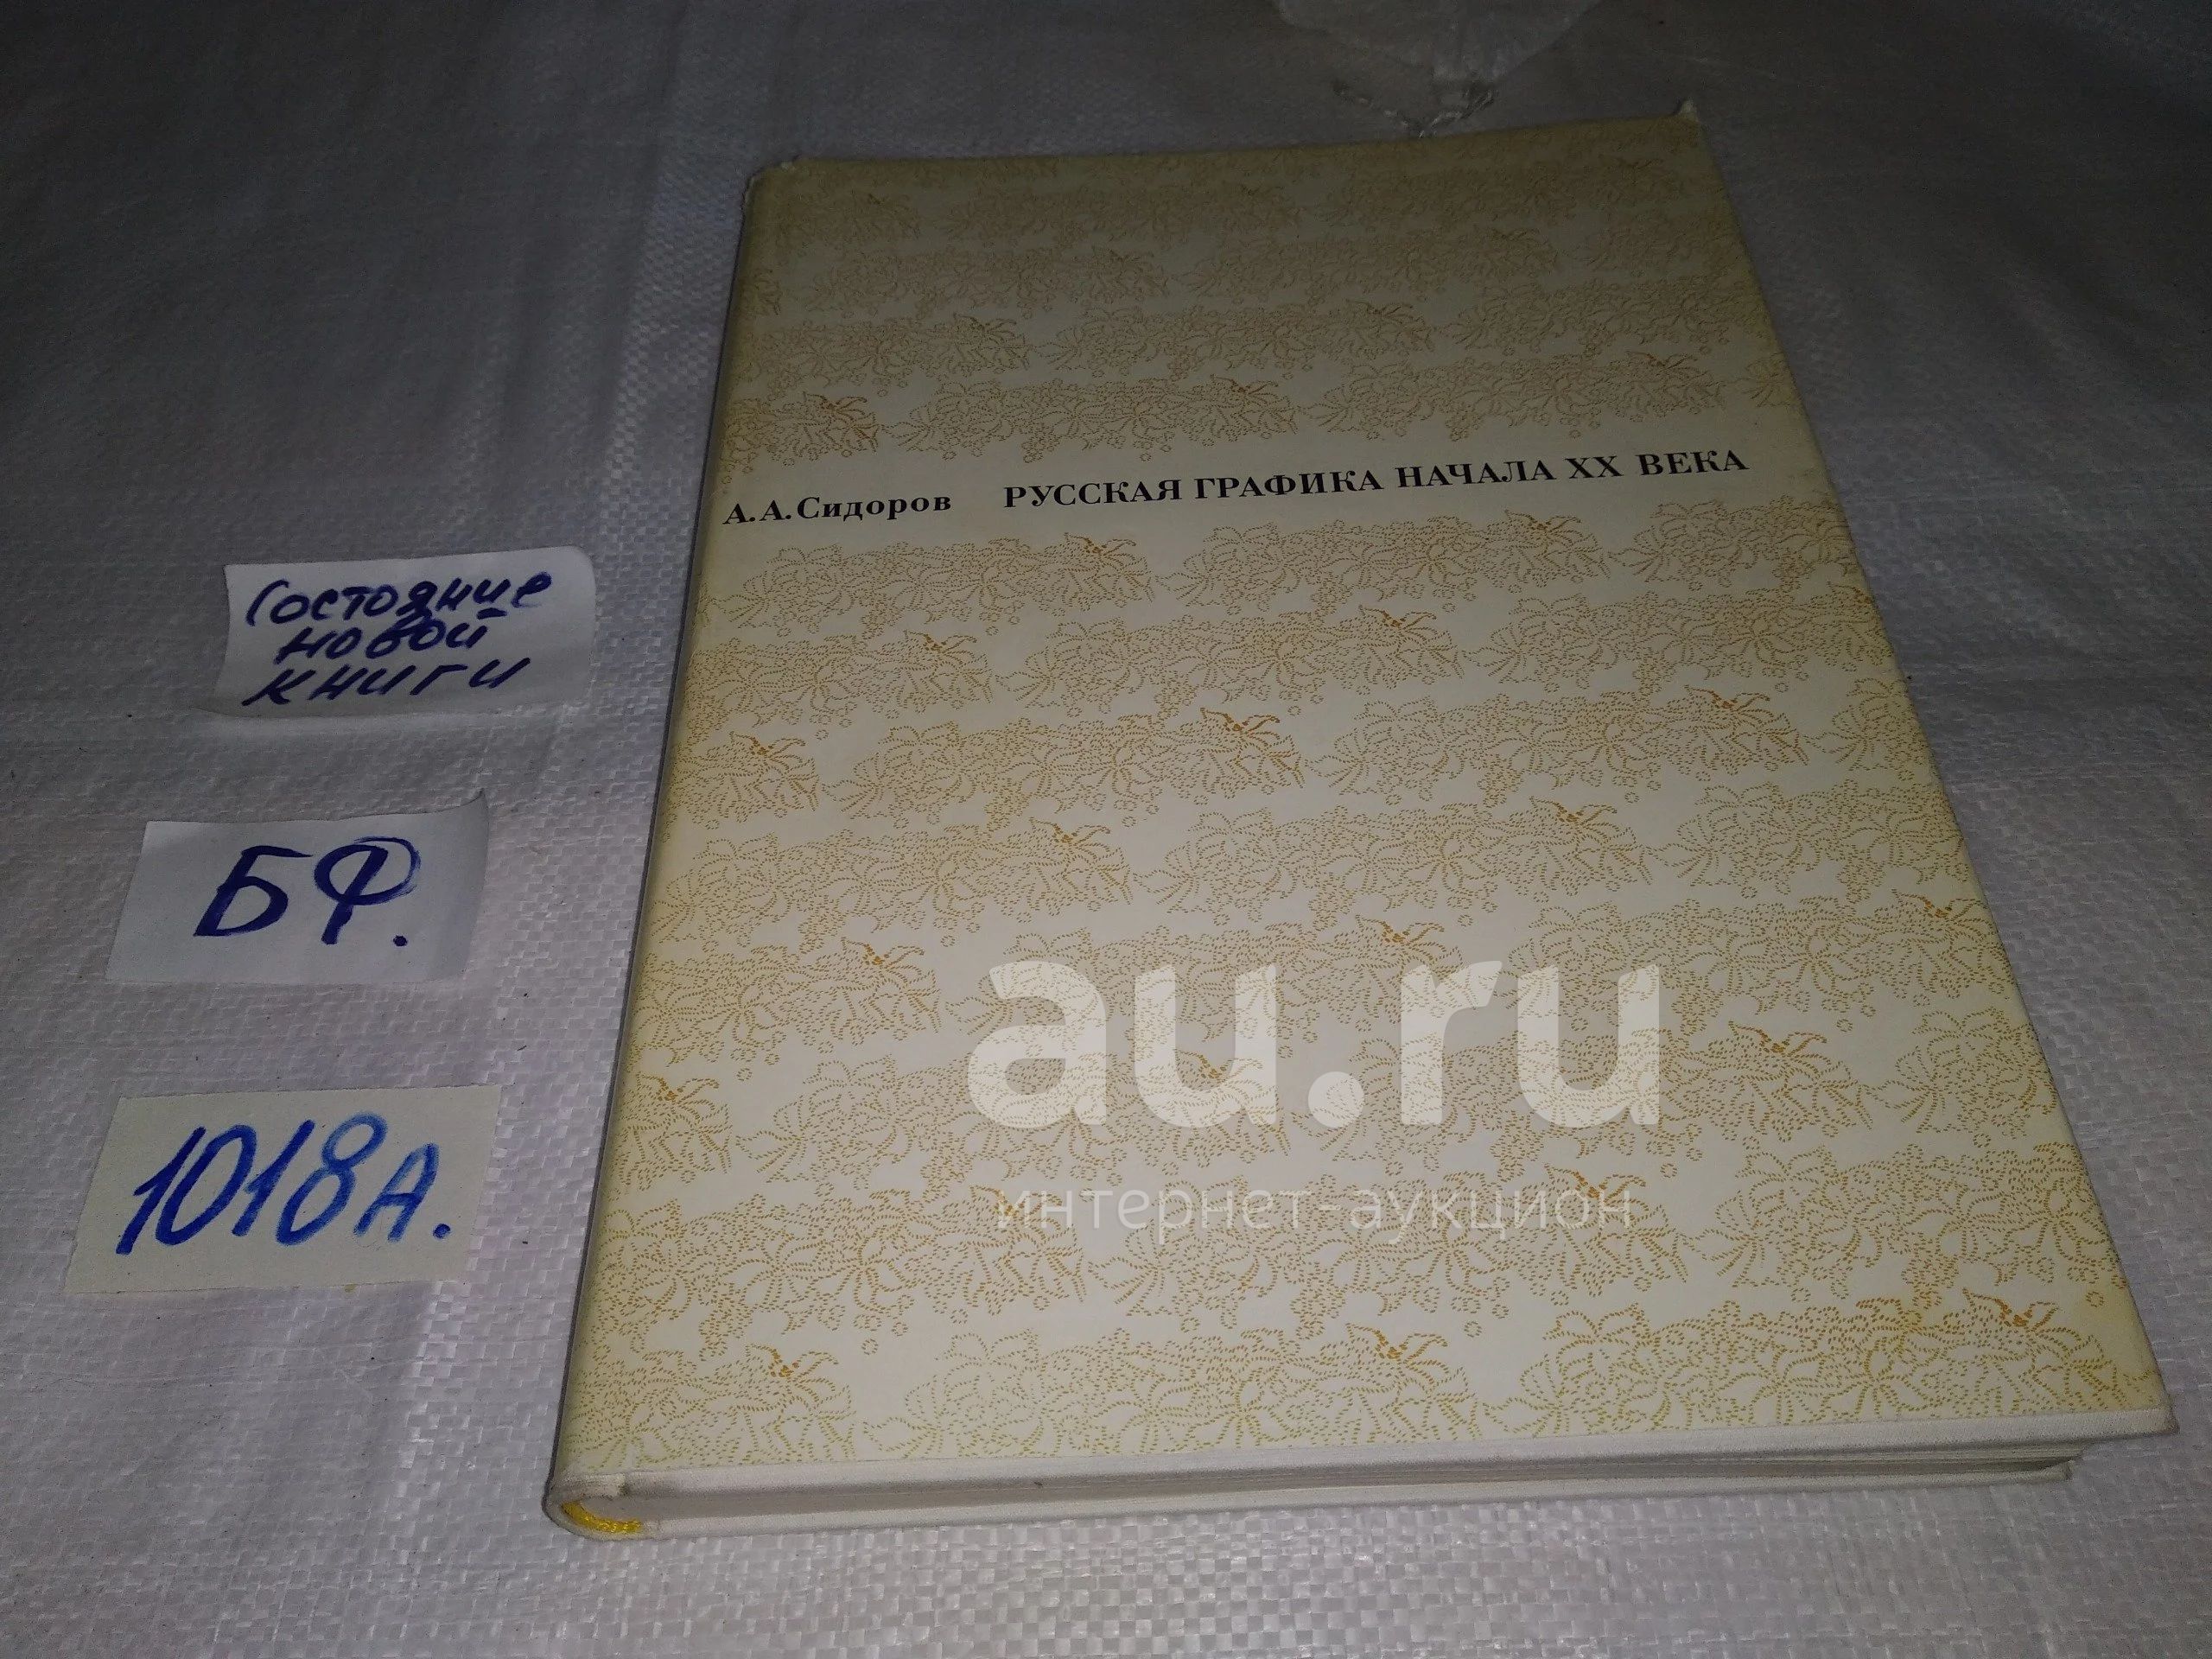 А.А.Сидоров РУССКАЯ ГРАФИКА НАЧАЛА XX ВЕКА
Состояние
новой
книги
БФ.
1018А.
au.ru
интернет-аукцион